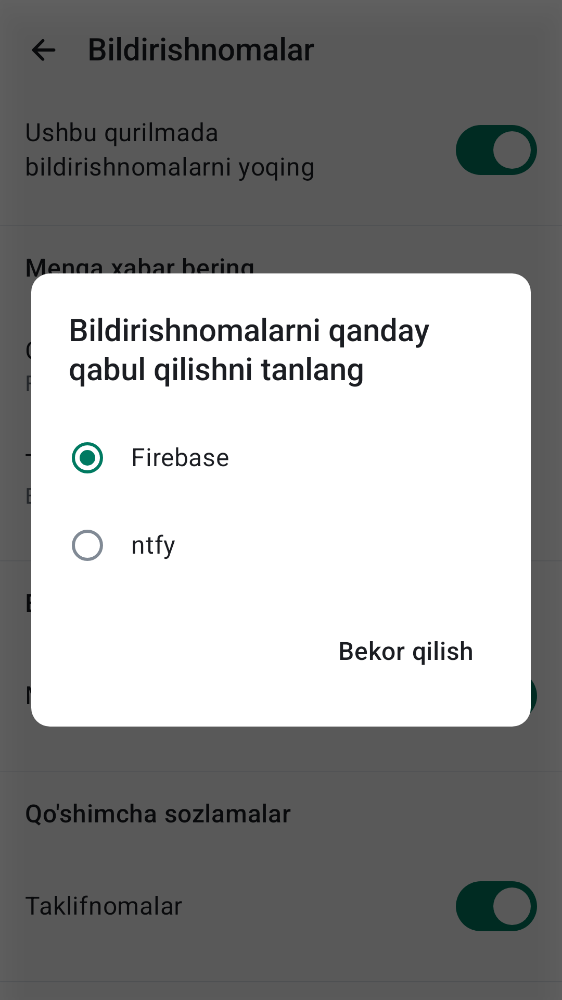 Bildirishnomalar
Ushbu qurilmada
bildirishnomalarni yoqing
Menga xabar bering
Bildirishnomalarni qanday
qabul qilishni tanlang
Firebase
ntfy
Bekor qilish
Qo'shimcha sozlamalar
Taklifnomalar